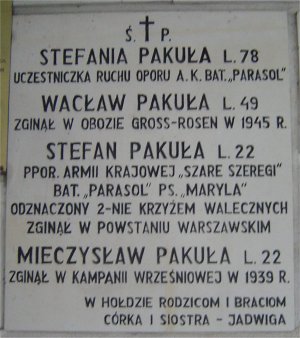 Ś. † P.
STEFANIA PAKUŁA L. 78
UCZESTNICZKA RUCHU OPORU A. K. BAT. „PARASOL"
WACŁAW PAKUŁA L. 49
ZGINĄŁ W OBOZIE GROSS-ROSEN W 1945 R.
STEFAN PAKUŁA L. 22
PPOR. ARMII KRAJOWEJ „SZARE SZEREGI"
BAT. „PARASOL" PS. „MARYLA"
ODZNACZONY 2-NIE KRZYŻEM WALECZNYCH
ZGINĄŁ W POWSTANIU WARSZAWSKIM
MIECZYSŁAW PAKUŁA L. 22
ZGINĄŁ W KAMPANII WRZEŚNIOWEJ W 1939 R.
W HOŁDZIE RODZICOM I BRACIOM
CÓRKA I SIOSTRA - JADWIGA